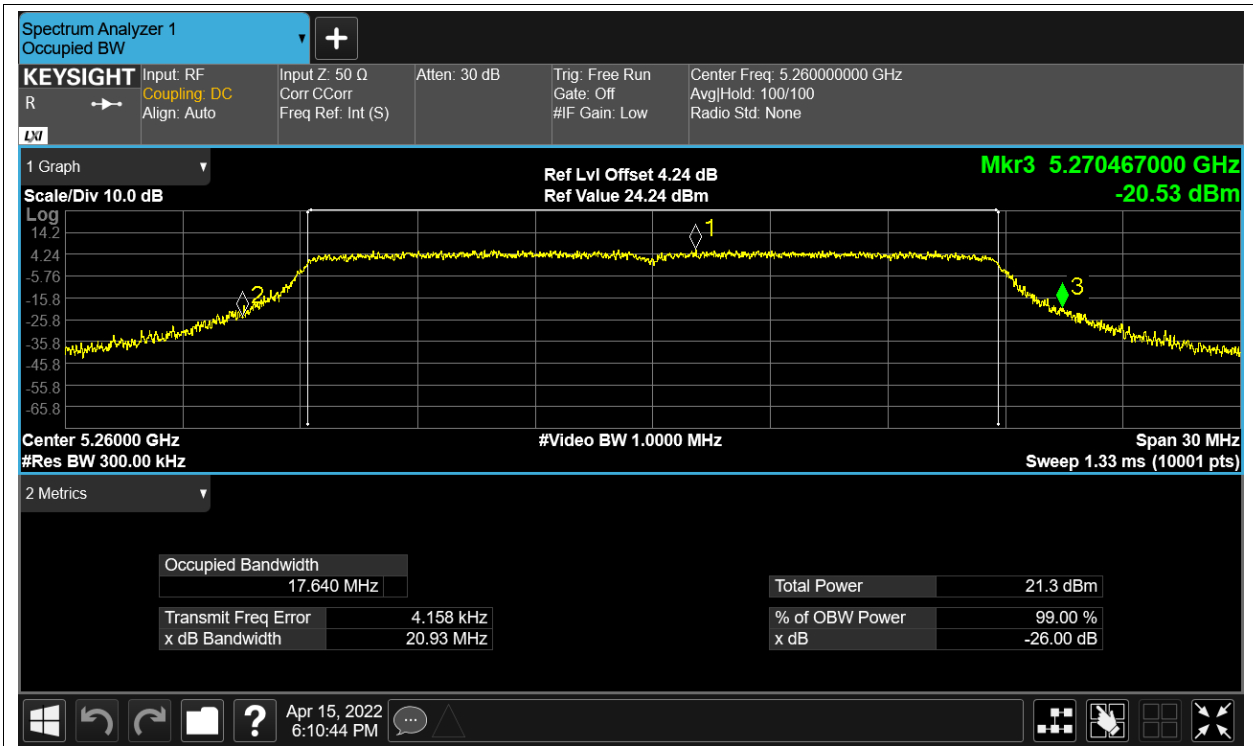 Spectrum Analyzer 1
Occupied BW
KEYSIGHT
R
LXI
Input: RF
Coupling: DC
Align: Auto
Input Z: 50 Ω
Corr CCorr
Freq Ref: Int (S)
Atten: 30 dB
Trig: Free Run
Gate: Off
#IF Gain: Low
Center Freq: 5.260000000 GHz
Avg|Hold: 100/100
Radio Std: None
1 Graph
Scale/Div 10.0 dB
Ref Lvl Offset 4.24 dB
Ref Value 24.24 dBm
Mkr3 5.270467000 GHz
-20.53 dBm
Log
14.2
4.24
-5.76
-15.8
-25.8
-35.8
-45.8
-55.8
-65.8
1
2
3
Center 5.26000 GHz
#Res BW 300.00 kHz
#Video BW 1.0000 MHz
Span 30 MHz
Sweep 1.33 ms (10001 pts)
2 Metrics
Occupied Bandwidth
17.640 MHz
Transmit Freq Error 4.158 kHz
x dB Bandwidth 20.93 MHz
Total Power 21.3 dBm
% of OBW Power 99.00 %
x dB -26.00 dB
?
Apr 15, 2022
6:10:44 PM